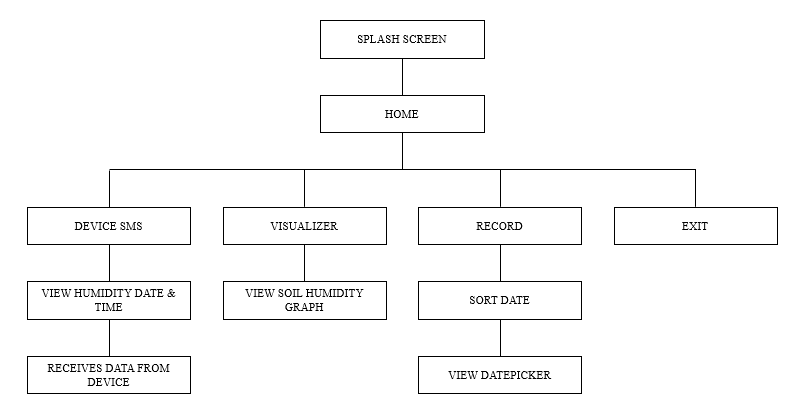 SPLASH SCREEN
HOME
DEVICE SMS
VISUALIZER
RECORD
EXIT
VIEW HUMIDITY DATE &
TIME
VIEW SOIL HUMIDITY
GRAPH
SORT DATE
RECEIVES DATA FROM
DEVICE
VIEW DATEPICKER